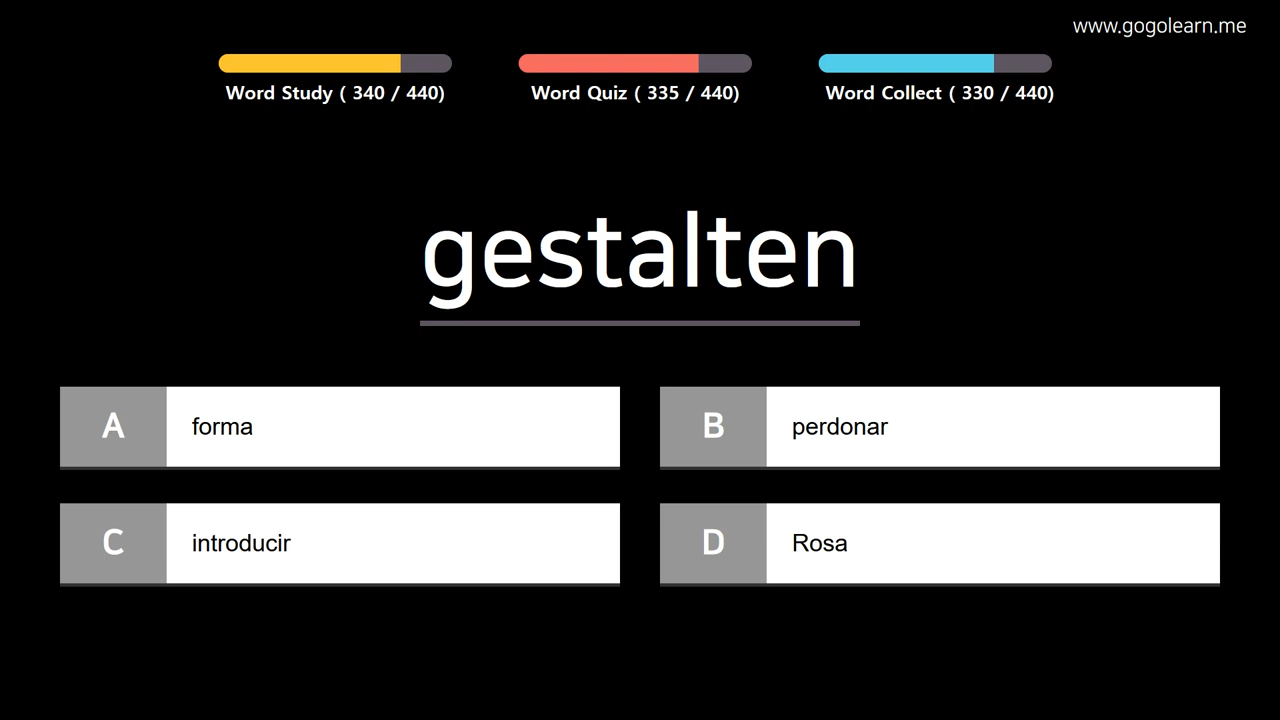 www.gogolearn.me
Word Study ( 340 / 440)
Word Quiz ( 335 / 440)
Word Collect ( 330 / 440)
gestalten
A forma
B perdonar
C introducir
D Rosa